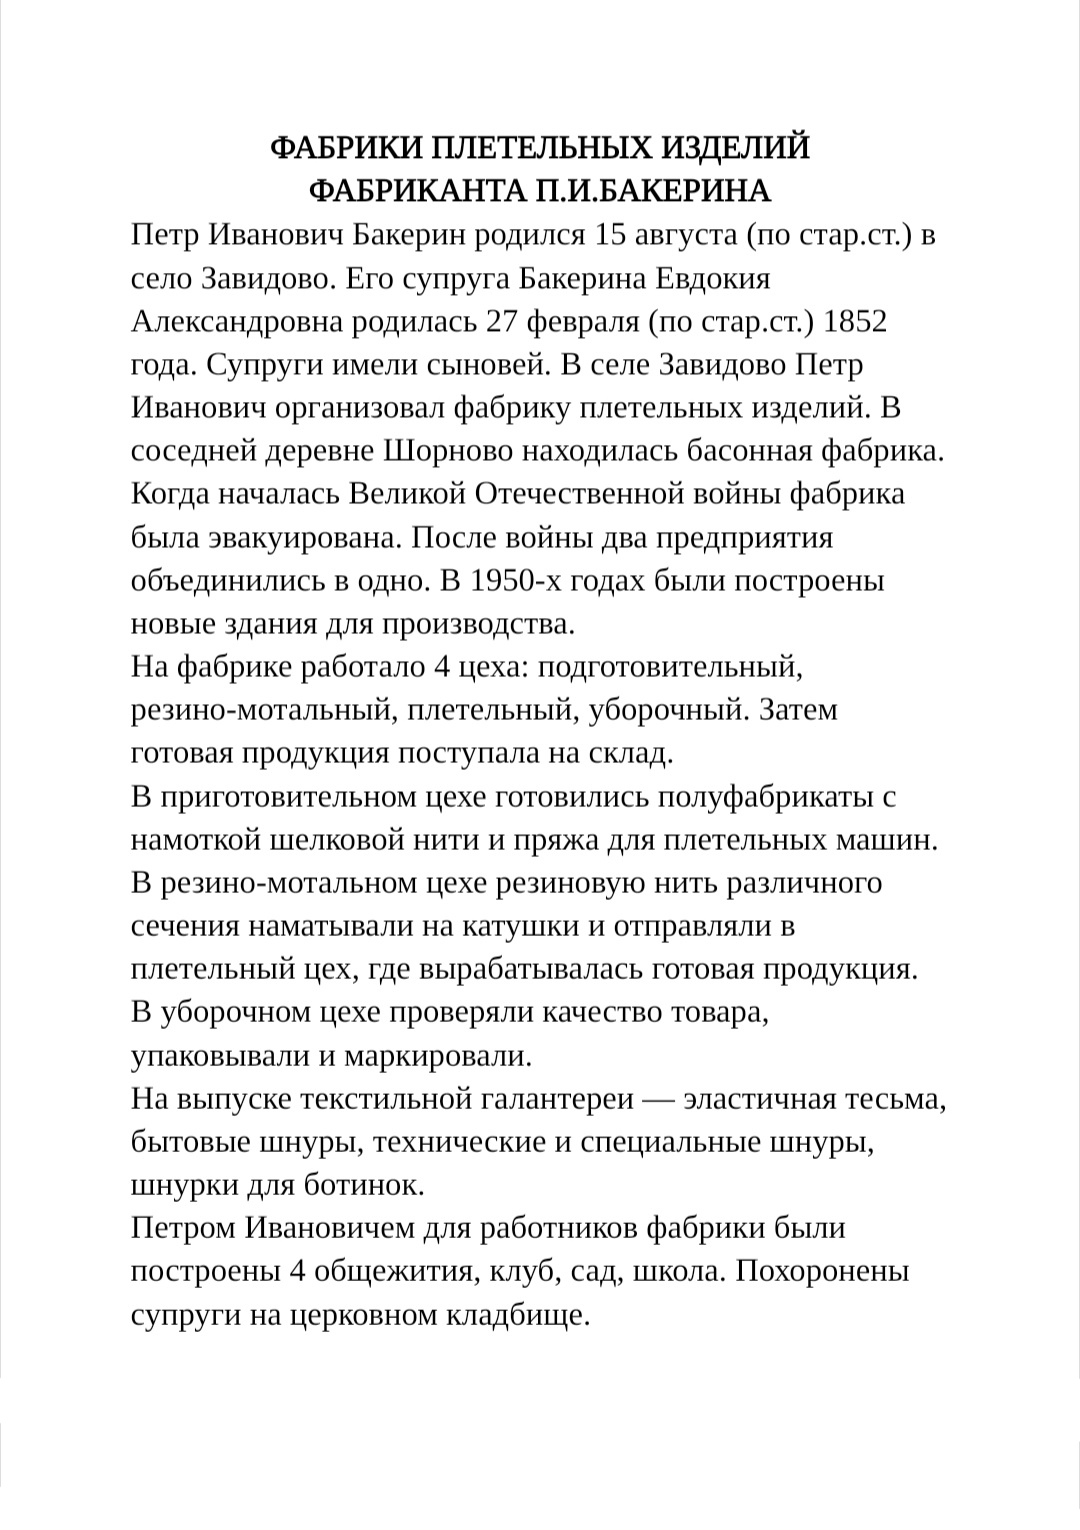 ФАБРИКИ ПЛЕТЕЛЬНЫХ ИЗДЕЛИЙ
ФАБРИКАНТА П.И.БАКЕРИНА
Петр Иванович Бакерин родился 15 августа (по стар.ст.) в
село Завидово. Его супруга Бакерина Евдокия
Александровна родилась 27 февраля (по стар.ст.) 1852
года. Супруги имели сыновей. В селе Завидово Петр
Иванович организовал фабрику плетельных изделий. В
соседней деревне Шорново находилась басонная фабрика.
Когда началась Великой Отечественной войны фабрика
была эвакуирована. После войны два предприятия
объединились в одно. В 1950-х годах были построены
новые здания для производства.
На фабрике работало 4 цеха: подготовительный,
резино-мотальный, плетельный, уборочный. Затем
готовая продукция поступала на склад.
В приготовительном цехе готовились полуфабрикаты с
намоткой шелковой нити и пряжа для плетельных машин.
В резино-мотальном цехе резиновую нить различного
сечения наматывали на катушки и отправляли в
плетельный цех, где вырабатывалась готовая продукция.
В уборочном цехе проверяли качество товара,
упаковывали и маркировали.
На выпуске текстильной галантереи — эластичная тесьма,
бытовые шнуры, технические и специальные шнуры,
шнурки для ботинок.
Петром Ивановичем для работников фабрики были
построены 4 общежития, клуб, сад, школа. Похоронены
супруги на церковном кладбище.